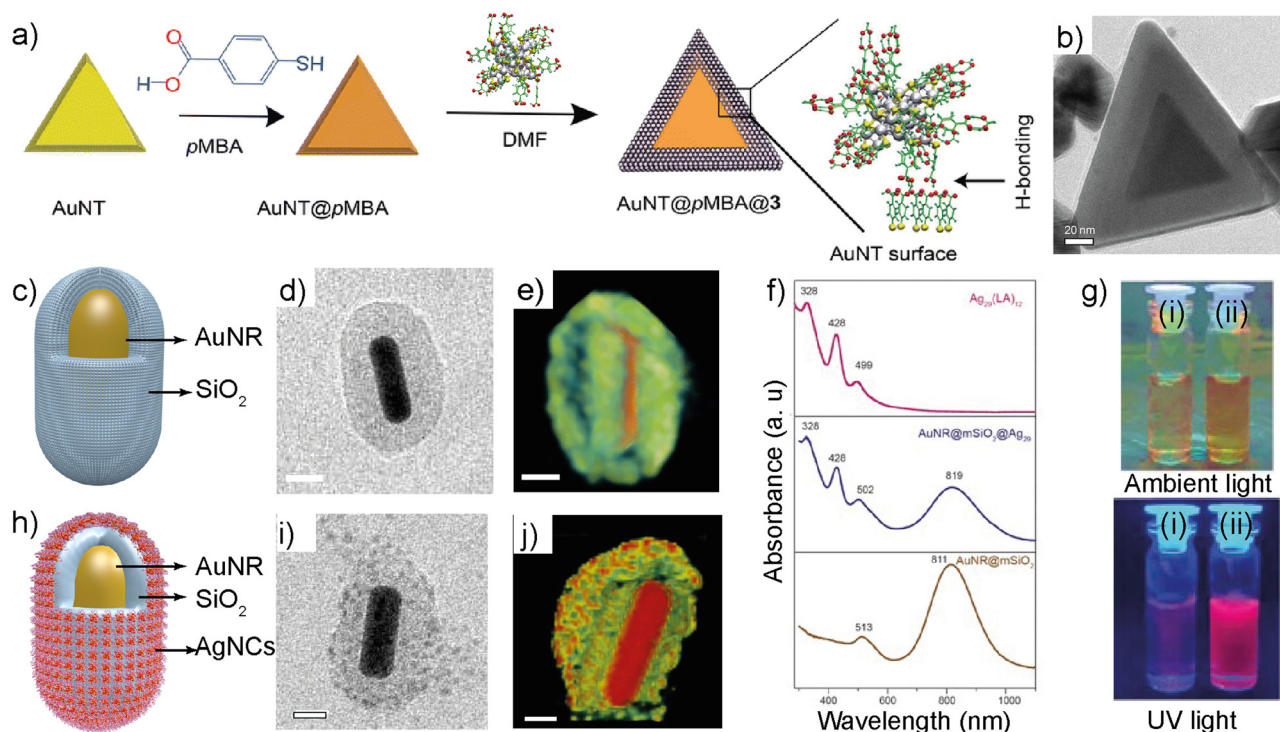 a)
O
H
O
SH
pMBA
DMF
AuNT
AuNT@pMBA
AuNT@pMBA@3
AuNT surface
H-bonding
b)
20 nm
c)
AuNR
SiO2
d)
e)
f)
328
428
499
Ag29(LA)12
328
428
502
819
AuNR@mSiO2@Ag29
513
811
AuNR@mSiO2
Absorbance (a. u)
400
600
800
1000
Wavelength (nm)
g)
(i)
(ii)
Ambient light
(i)
(ii)
UV light
h)
AuNR
SiO2
AgNCs
i)
j)